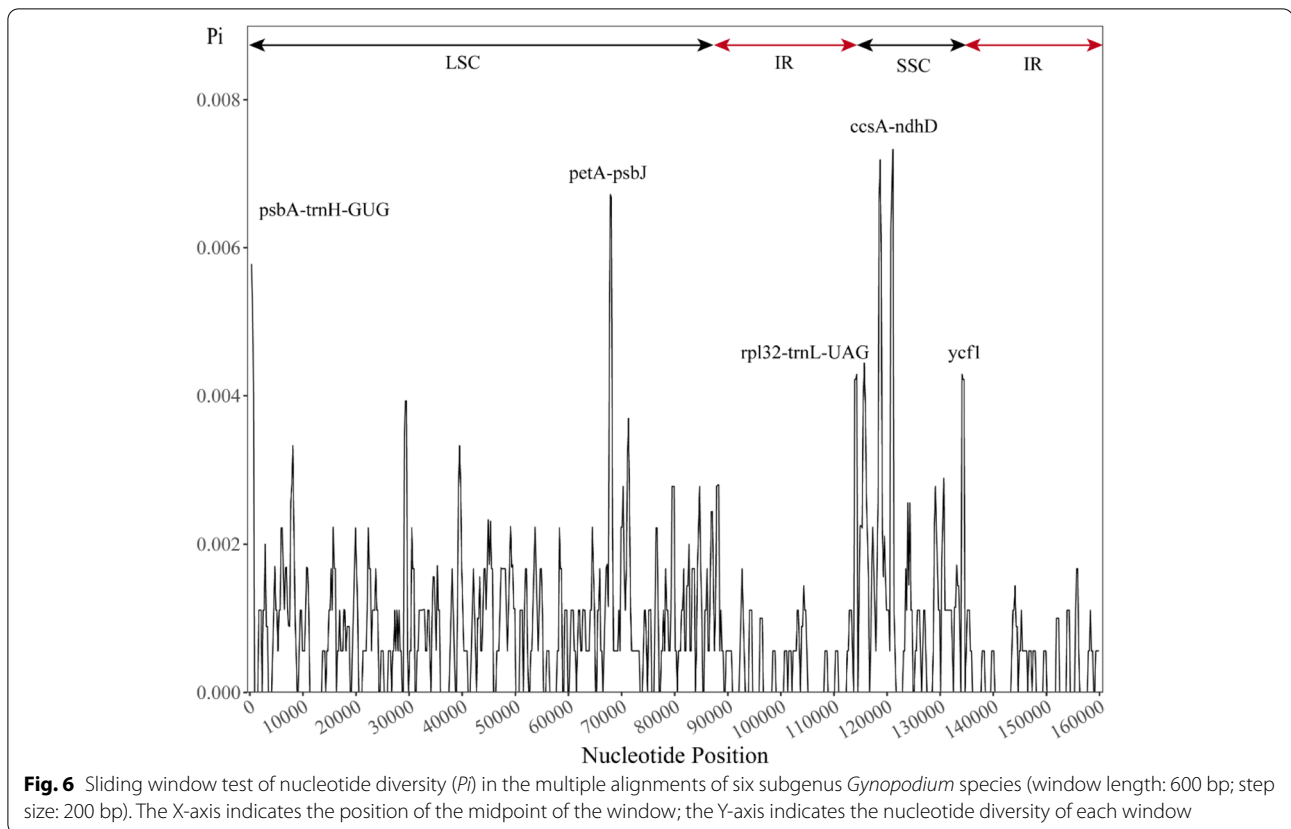 Pi
LSC
IR
SSC
IR
0.008
ccsA-ndhD
petA-psbJ
psbA-trnH-GUG
0.006
rpl32-trnL-UAG
ycf1
0.004
0.002
0.000
0 10000 20000 30000 40000 50000 60000 70000 80000 90000 100000 110000 120000 130000 140000 150000 160000
Nucleotide Position
Fig. 6 Sliding window test of nucleotide diversity (Pi) in the multiple alignments of six subgenus Gynopodium species (window length: 600 bp; step
size: 200 bp). The X-axis indicates the position of the midpoint of the window; the Y-axis indicates the nucleotide diversity of each window